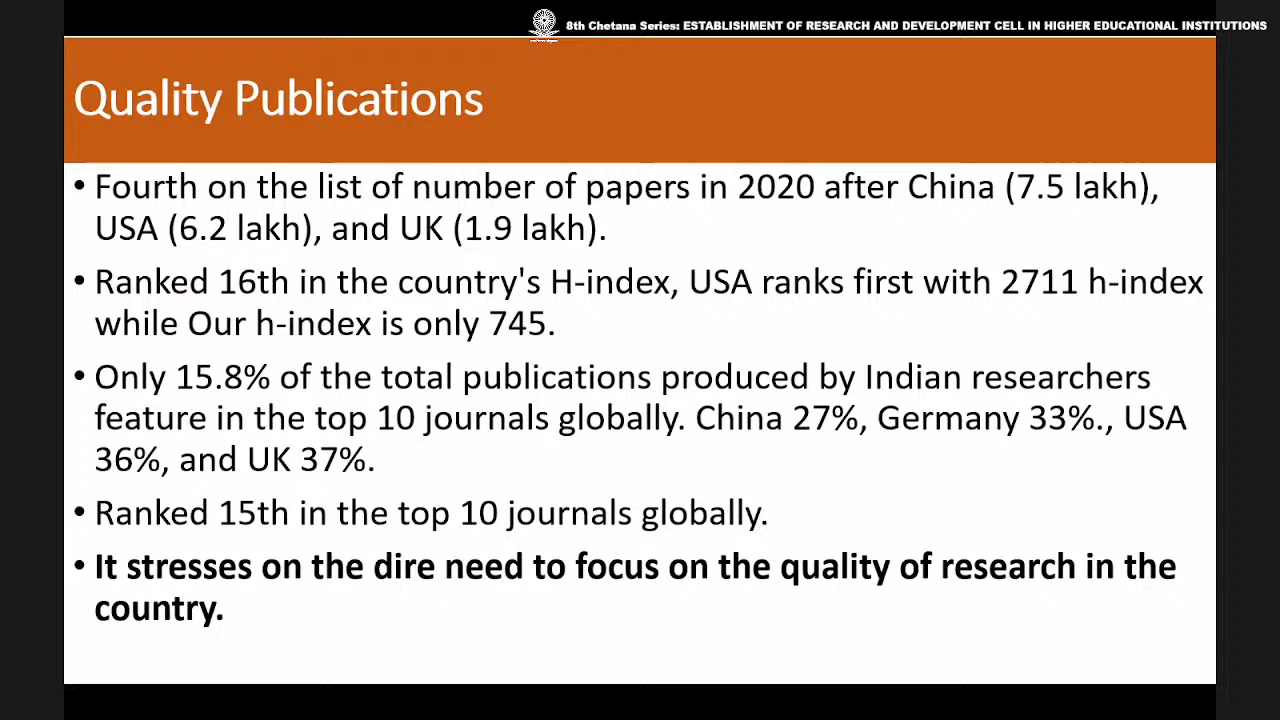 8th Chetana Series: ESTABLISHMENT OF RESEARCH AND DEVELOPMENT CELL IN HIGHER EDUCATIONAL INSTITUTIONS
Quality Publications
• Fourth on the list of number of papers in 2020 after China (7.5 lakh),
USA (6.2 lakh), and UK (1.9 lakh).
• Ranked 16th in the country's H-index, USA ranks first with 2711 h-index
while Our h-index is only 745.
• Only 15.8% of the total publications produced by Indian researchers
feature in the top 10 journals globally. China 27%, Germany 33%., USA
36%, and UK 37%.
• Ranked 15th in the top 10 journals globally.
• It stresses on the dire need to focus on the quality of research in the
country.